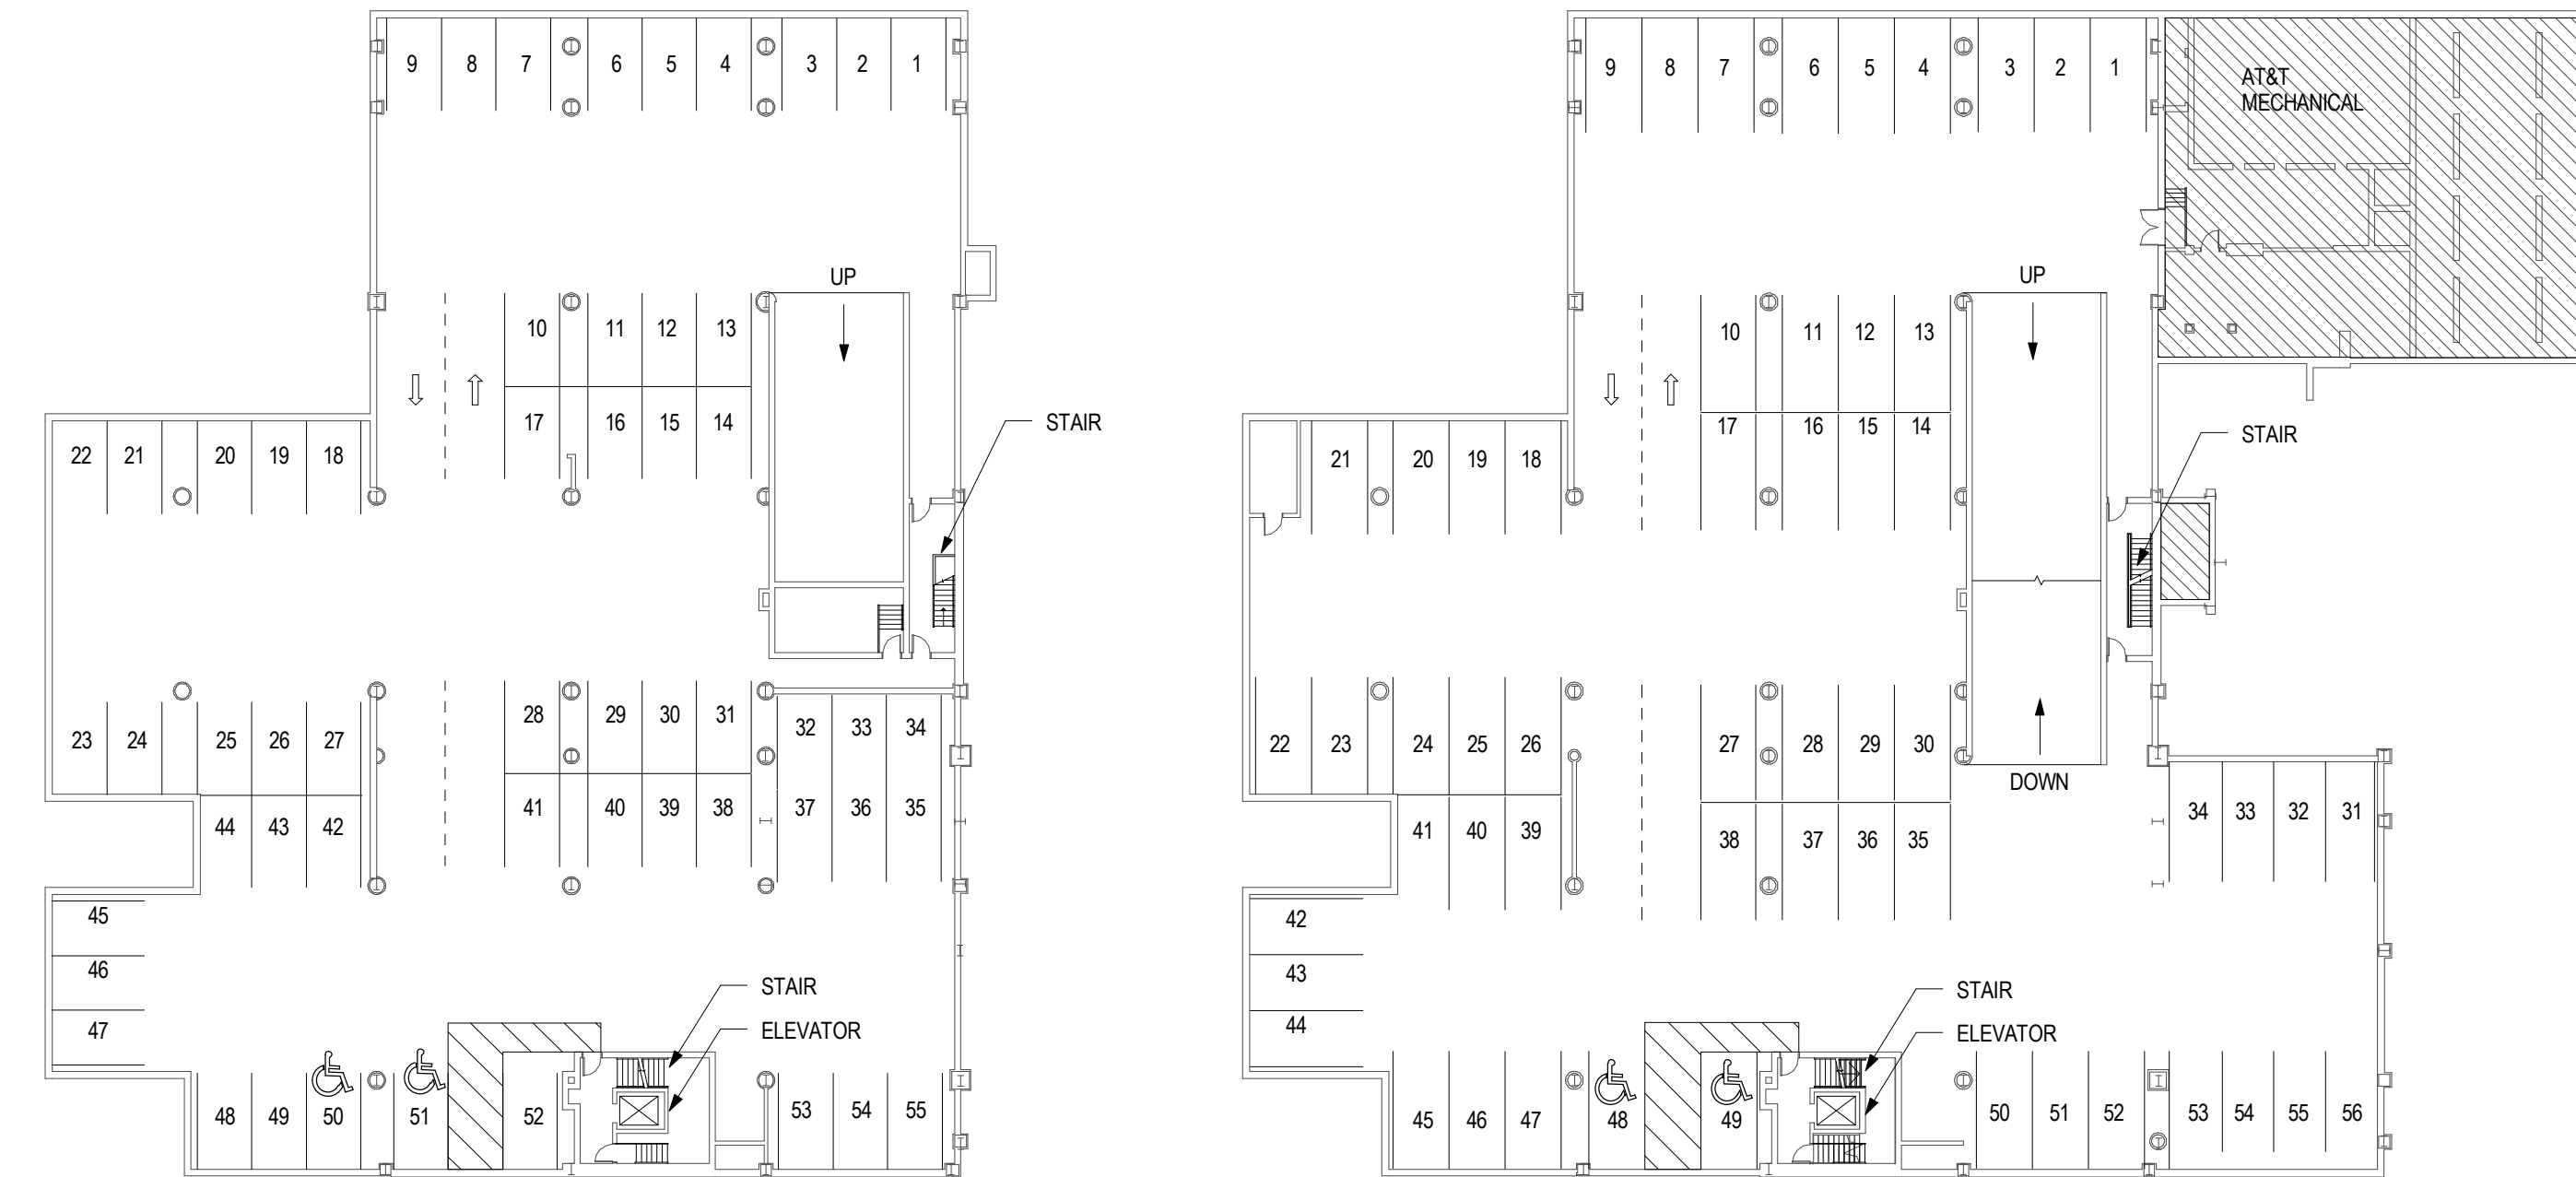 9 8 7 6 5 4 3 2 1
UP
10 11 12 13
17 16 15 14
STAIR
22 21 20 19 18
23 24 25 26 27
28 29 30 31
32 33 34
41 40 39 38
37 36 35
44 43 42
45
46
47
STAIR
ELEVATOR
48 49 50 51 52
53 54 55
9 8 7 6 5 4 3 2 1
AT&T
MECHANICAL
UP
10 11 12 13
17 16 15 14
STAIR
21 20 19 18
22 23 24 25 26
27 28 29 30
DOWN
34 33 32 31
41 40 39
38 37 36 35
42
43
44
STAIR
ELEVATOR
45 46 47 48 49
50 51 52 53 54 55 56